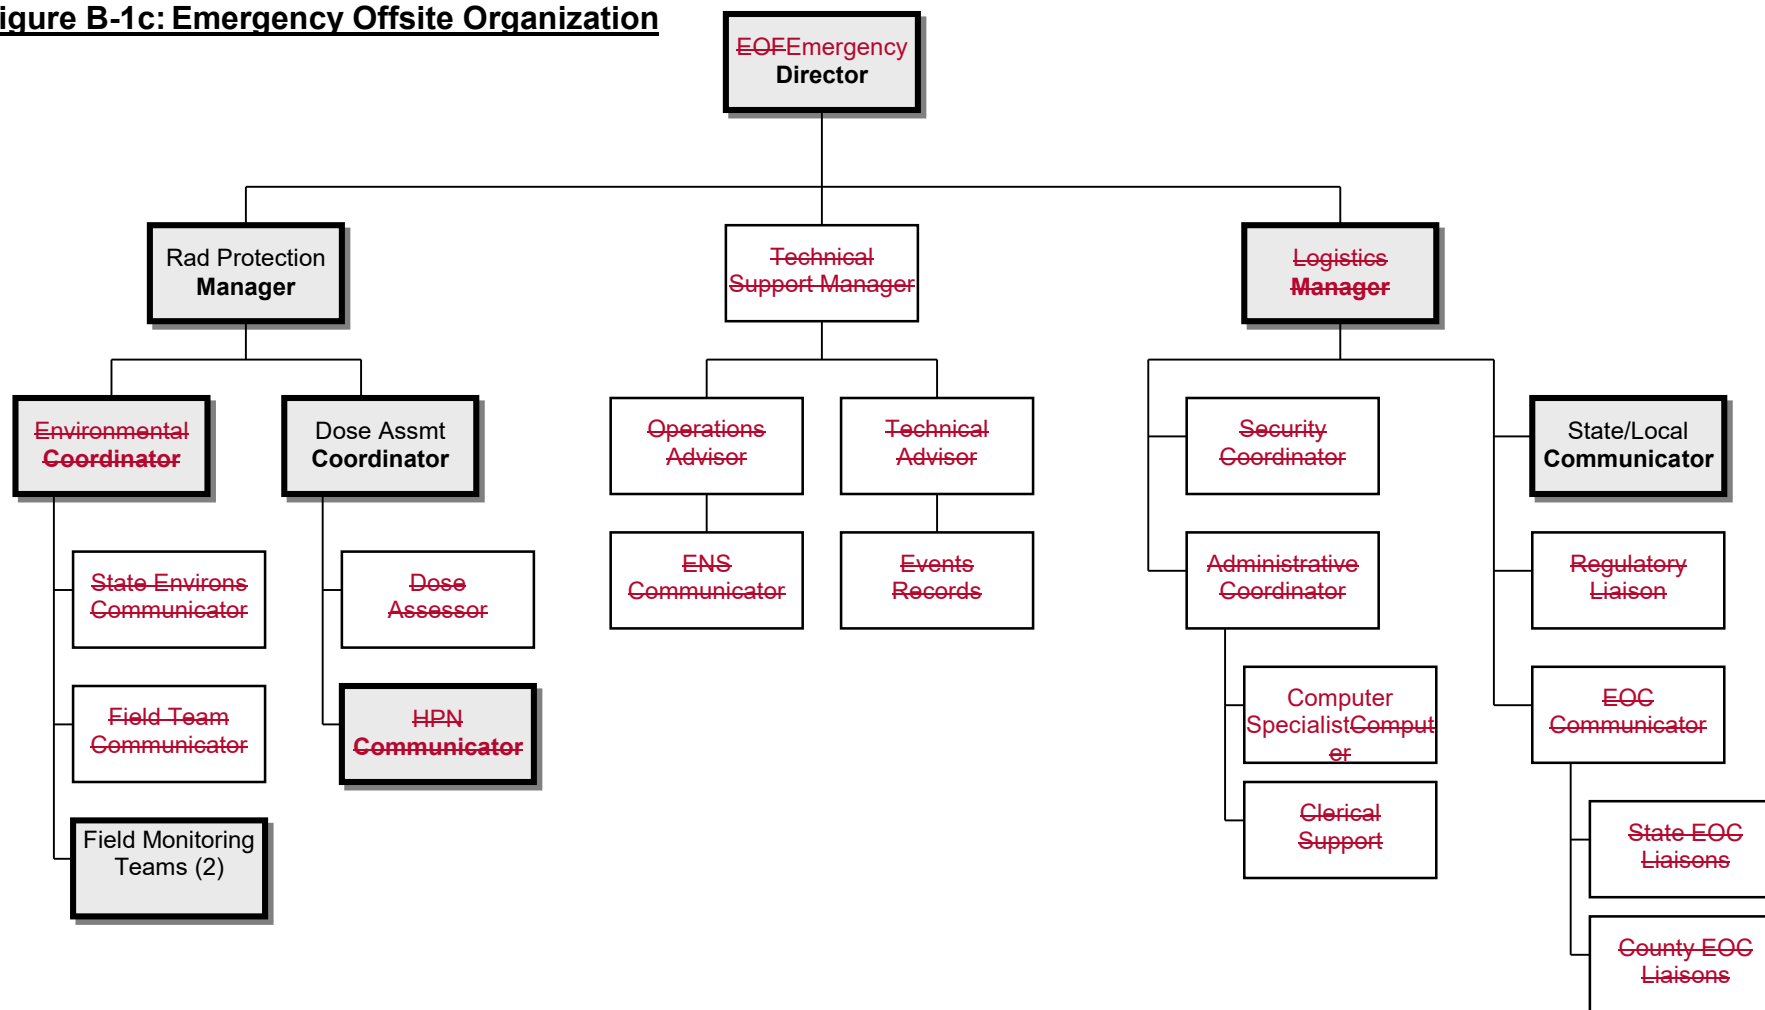 igure B-1c: Emergency Offsite Organization
EOFEmergency
Director
Rad Protection
Manager
Technical
Support Manager
Logistics
Manager
Environmental
Coordinator
Dose Assmt
Coordinator
Operations
Advisor
Technical
Advisor
Security
Coordinator
State/Local
Communicator
State Environs
Communicator
Dose
Assessor
ENS
Communicator
Events
Records
Administrative
Coordinator
Regulatory
Liaison
Field Team
Communicator
HPN
Communicator
Computer
SpecialistComput
er
EOC
Communicator
Field Monitoring
Teams (2)
Clerical
Support
State EOC
Liaisons
County EOC
Liaisons